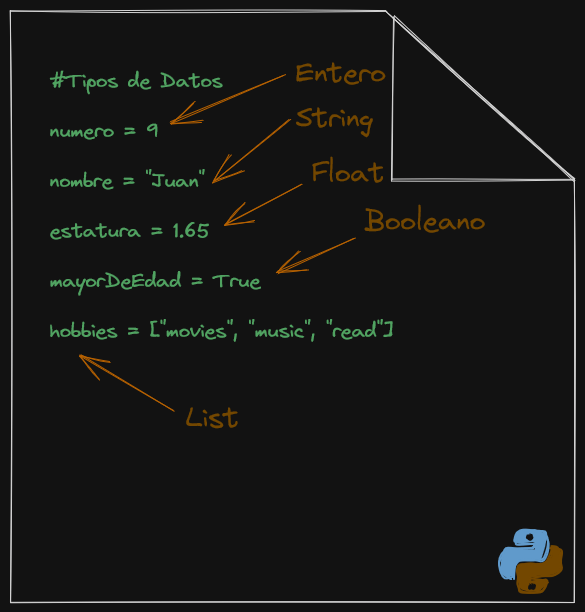 #Tipos de Datos
Entero
numero = 9
String
nombre = "Juan"
Float
estatura = 1.65
Booleano
mayorDeEdad = True
hobbies = ["movies", "music", "read"]
List